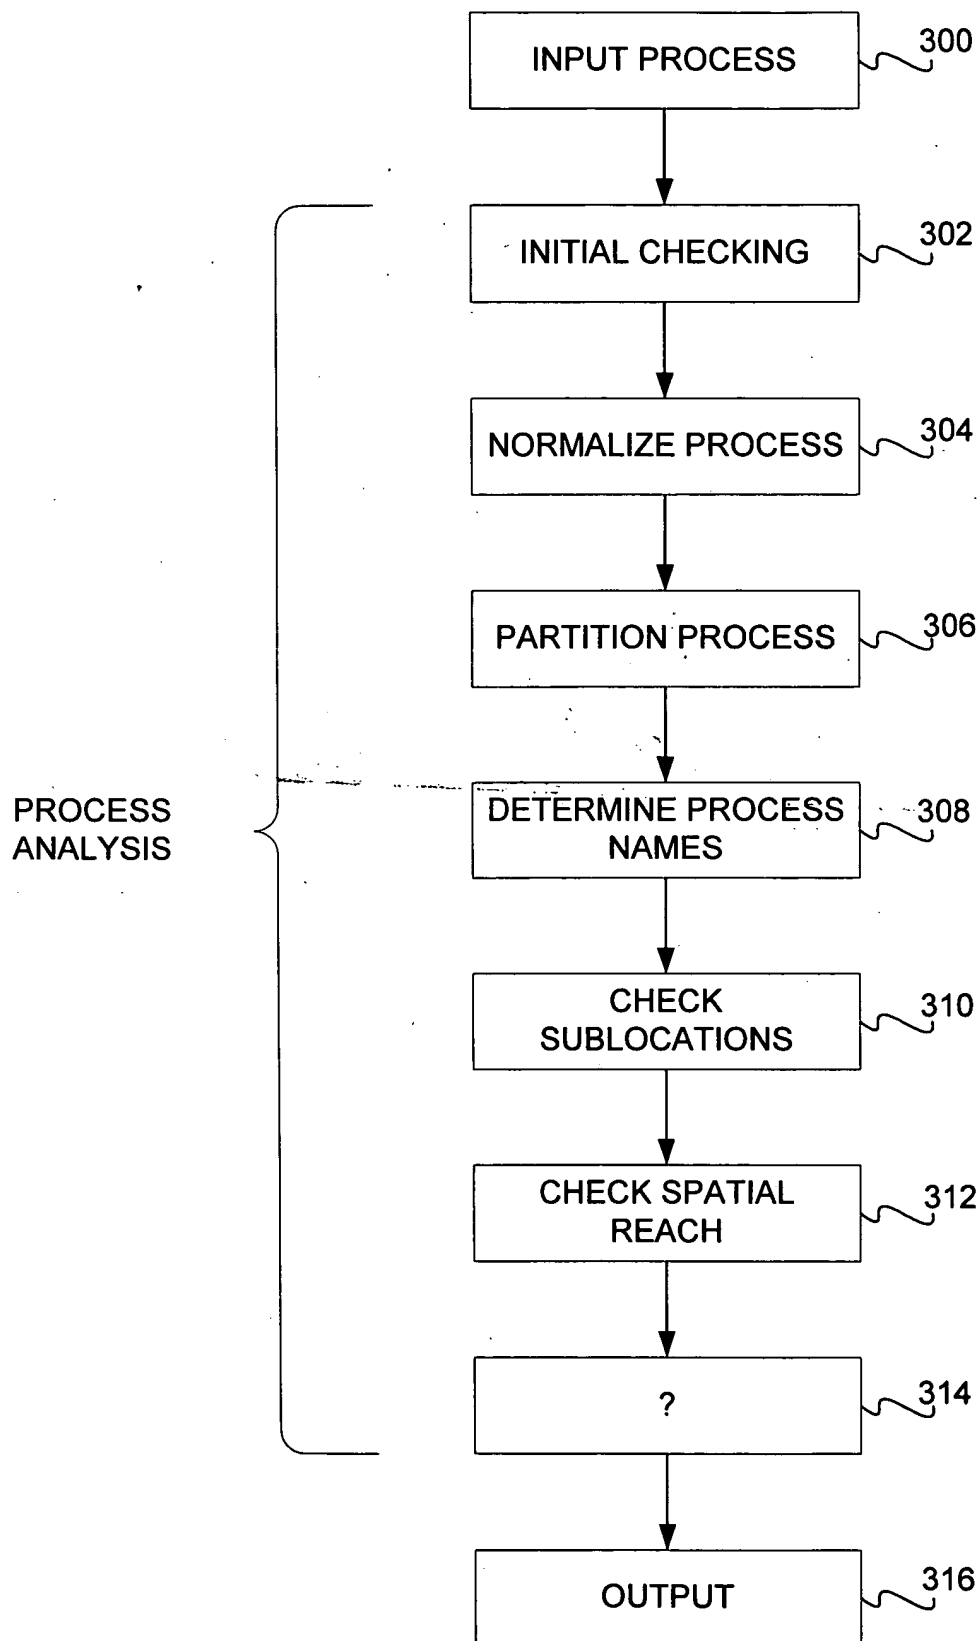 INPUT PROCESS
300
INITIAL CHECKING
302
NORMALIZE PROCESS
304
PARTITION PROCESS
306
DETERMINE PROCESS
NAMES
308
PROCESS
ANALYSIS
CHECK
SUBLOCATIONS
310
CHECK SPATIAL
REACH
312
?
314
OUTPUT
316